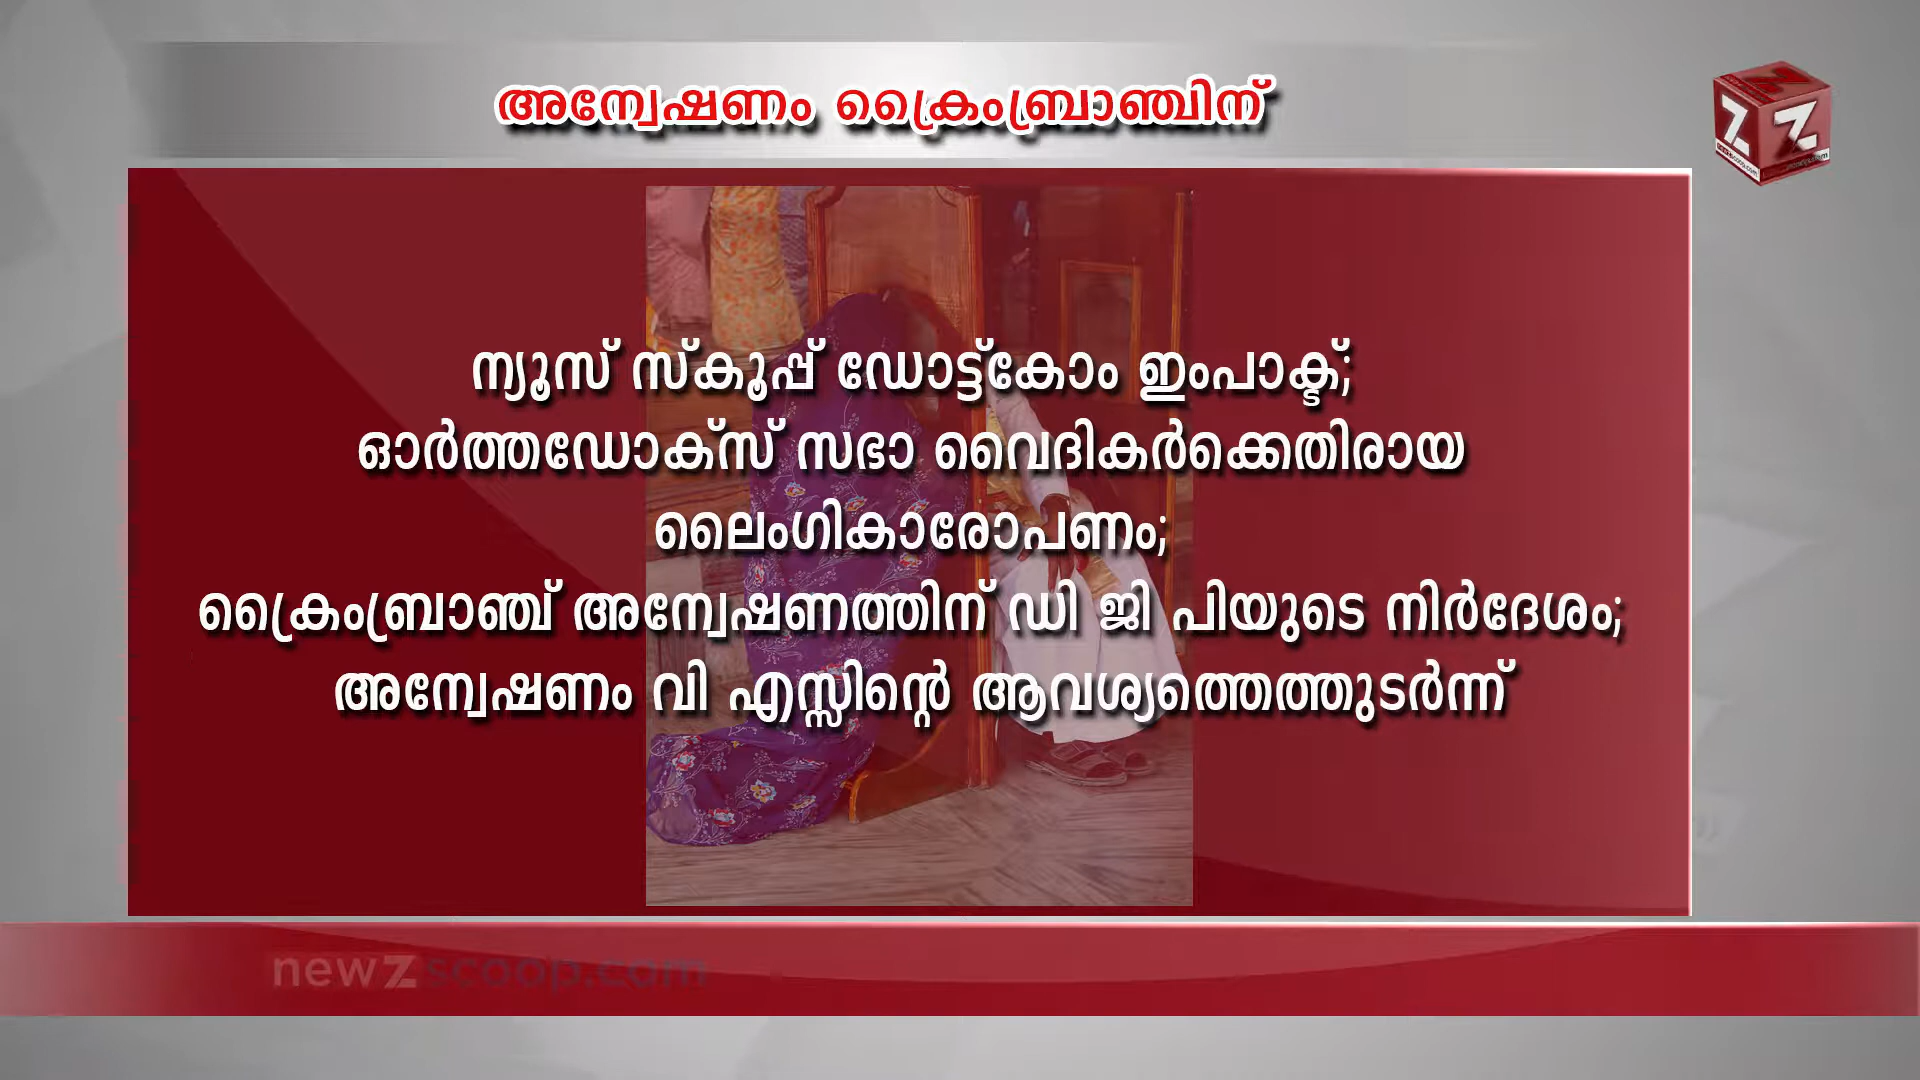 അന്വേഷണം ക്രൈംബ്രാഞ്ചിന്
ന്യൂസ് സ്കൂപ്പ് ഡോട്ട്കോം ഇംപാക്ട്;
ഓർത്തഡോക്സ് സഭാ വൈദികർക്കെതിരായ
ലൈംഗികാരോപണം;
ക്രൈംബ്രാഞ്ച് അന്വേഷണത്തിന് ഡി ജി പിയുടെ നിർദേശം;
അന്വേഷണം വി എസ്സിന്റെ ആവശ്യത്തെത്തുടർന്ന്
newzscoop.com